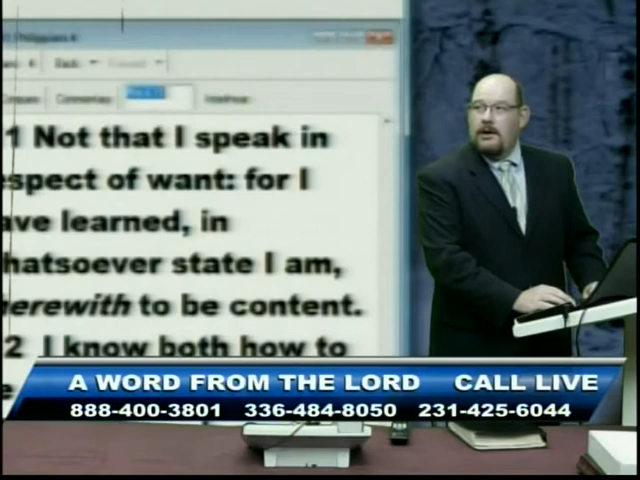 1 Not that I speak in
espect of want: for I
ave learned, in
hatsoever state I am,
herewith to be content.
2 I know both how to
e
A WORD FROM THE LORD CALL LIVE
888-400-3801 336-484-8050 231-425-6044